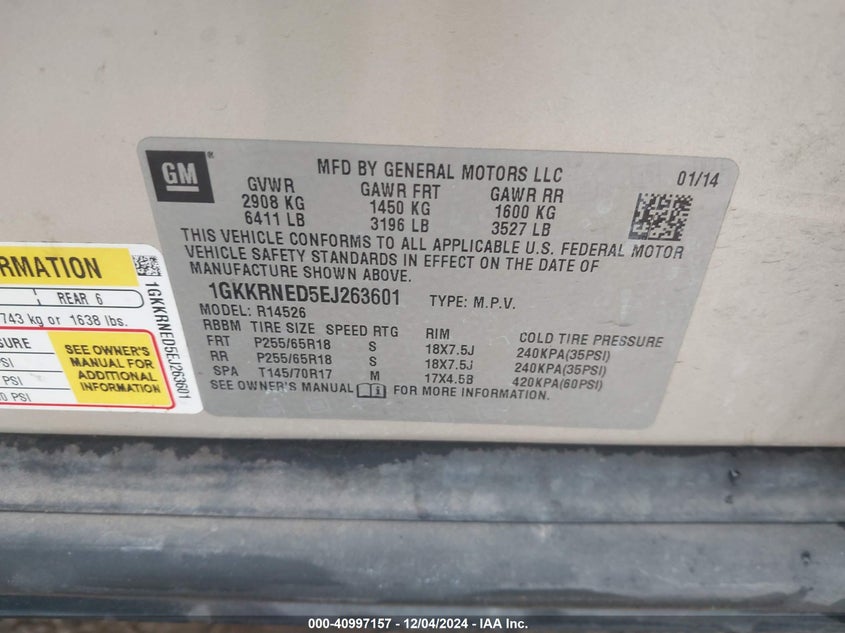 GM®
MFD BY GENERAL MOTORS LLC 01/14
GVWR GAWR FRT GAWR RR
2908 KG 1450 KG 1600 KG
6411 LB 3196 LB 3527 LB
THIS VEHICLE CONFORMS TO ALL APPLICABLE U.S. FEDERAL MOTOR
VEHICLE SAFETY STANDARDS IN EFFECT ON THE DATE OF
MANUFACTURE SHOWN ABOVE.
1GKKRNED5EJ263601 TYPE: M.P.V.
MODEL: R14526
RBBM TIRE SIZE SPEED RTG RIM COLD TIRE PRESSURE
FRT P255/65R18 S 18X7.5J 240KPA(35PSI)
RR P255/65R18 S 18X7.5J 240KPA(35PSI)
SPA T145/70R17 M 17X4.5B 420KPA(60PSI)
SEE OWNER'S MANUAL FOR MORE INFORMATION.
RMATION
REAR 6
743 kg or 1638 lbs.
SEE OWNER'S
MANUAL FOR
ADDITIONAL
INFORMATION
PSI
PSI
0 PSI
1GKKRNED5EJ263601
000-40997157 - 12/04/2024 - IAA Inc.